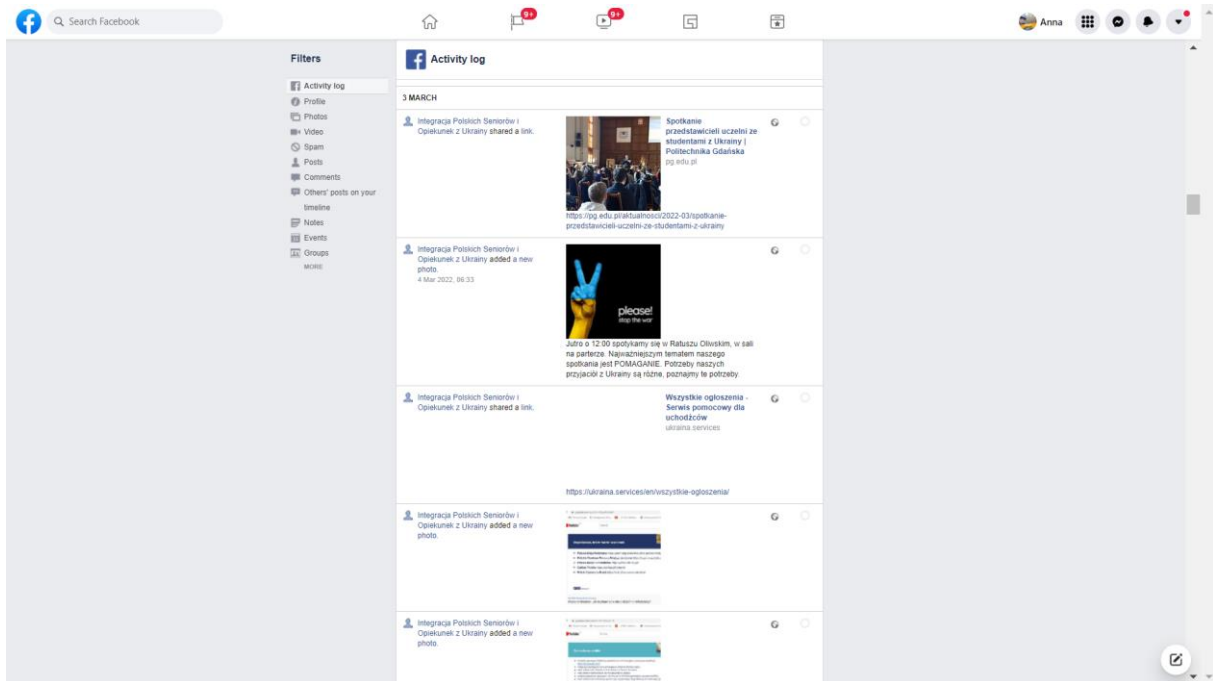 Search Facebook
9+
9+
Anna
Filters
Activity log
Profile
Photos
Video
Spam
Posts
Comments
Others' posts on your
timeline
Notes
Events
Groups
MORE
Activity log
3 MARCH
Integracja Polskich Seniorów i
Opiekunek z Ukrainy shared a link.
Spotkanie
przedstawicieli uczelni ze
studentami z Ukrainy |
Politechnika Gdańska
pg.edu.pl
https://pg.edu.pl/aktualnosci/2022-03/spotkanie-
przedstawicieli-uczelni-ze-studentami-z-ukrainy
Integracja Polskich Seniorów i
Opiekunek z Ukrainy added a new
photo.
4 Mar 2022, 06:33
please!
stop the war
Jutro o 12:00 spotykamy się w Ratuszu Oliwskim, w sali
na parterze. Najważniejszym tematem naszego
spotkania jest POMAGANIE. Potrzeby naszych
przyjaciół z Ukrainy są różne, poznajmy te potrzeby.
Integracja Polskich Seniorów i
Opiekunek z Ukrainy shared a link.
Wszystkie ogłoszenia -
Serwis pomocowy dla
uchodźców
ukraina.services
https://ukraina.services/en/wszystkie-ogloszenia/
Integracja Polskich Seniorów i
Opiekunek z Ukrainy added a new
photo.
Integracja Polskich Seniorów i
Opiekunek z Ukrainy added a new
photo.